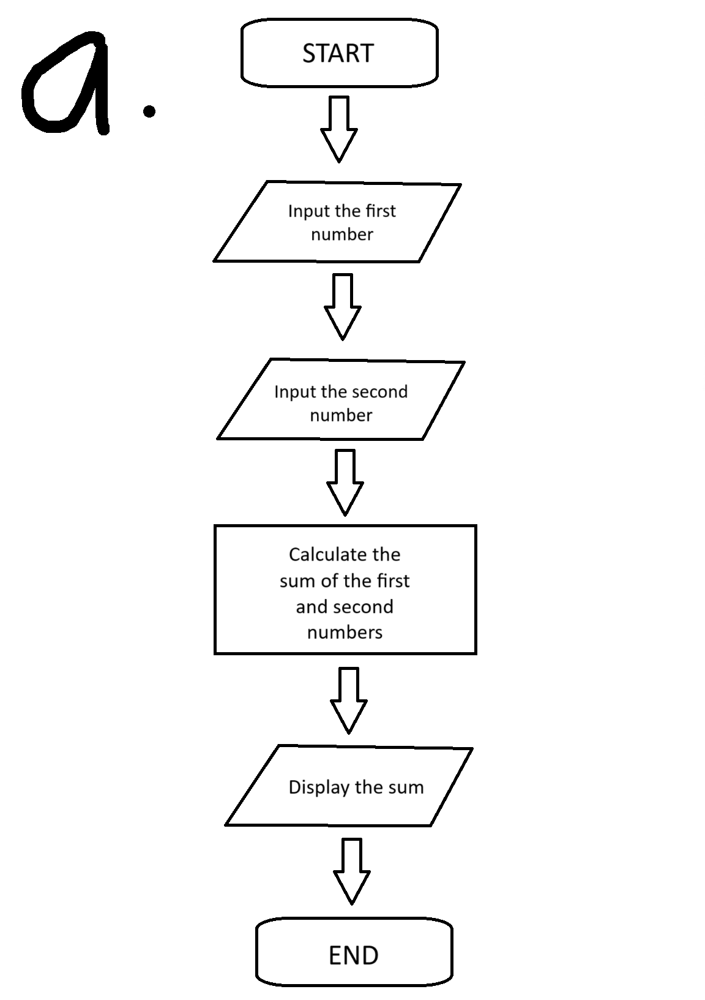 a.
START
Input the first
number
Input the second
number
Calculate the
sum of the first
and second
numbers
Display the sum
END